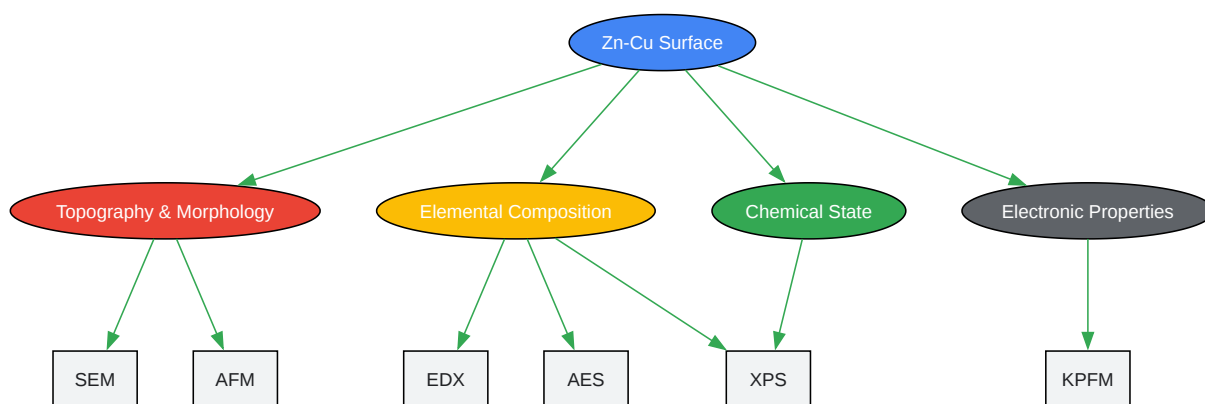 Zn-Cu Surface
Topography & Morphology
Elemental Composition
Chemical State
Electronic Properties
SEM
AFM
EDX
AES
XPS
KPFM